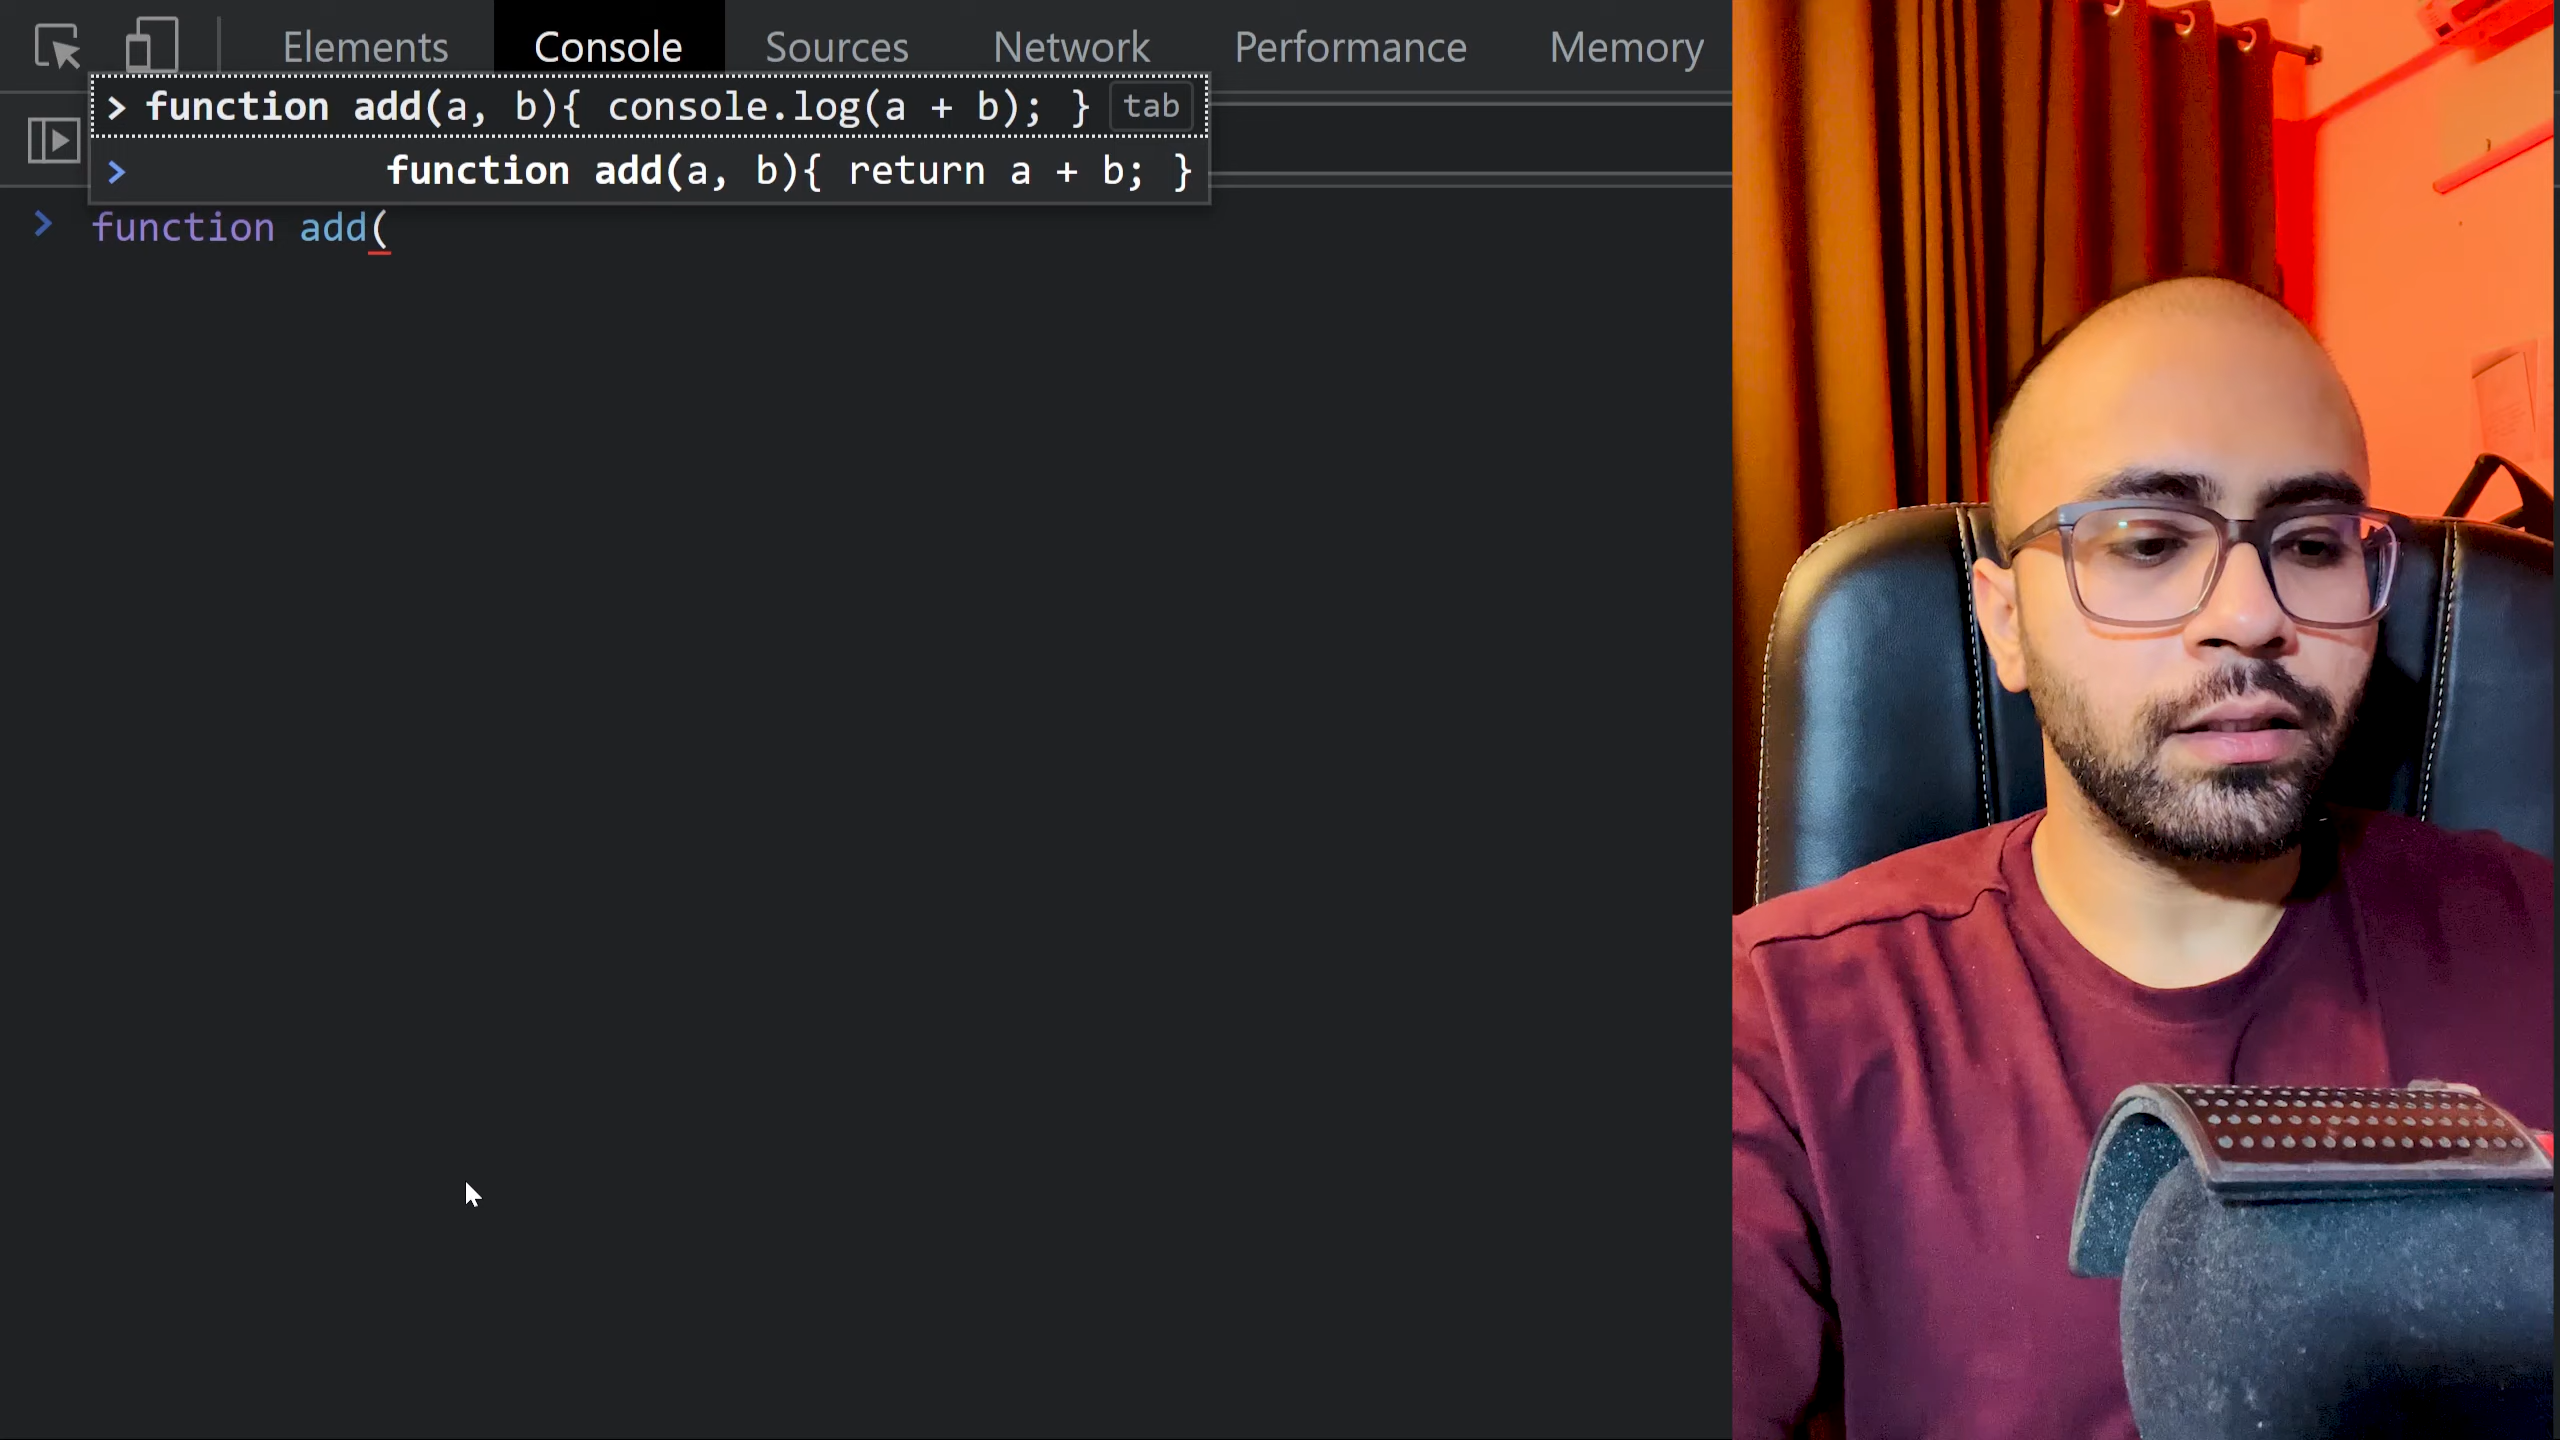 Elements Console Sources Network Performance Memory
> function add(a, b){ console.log(a + b); } tab
> function add(a, b){ return a + b; }
> function add(